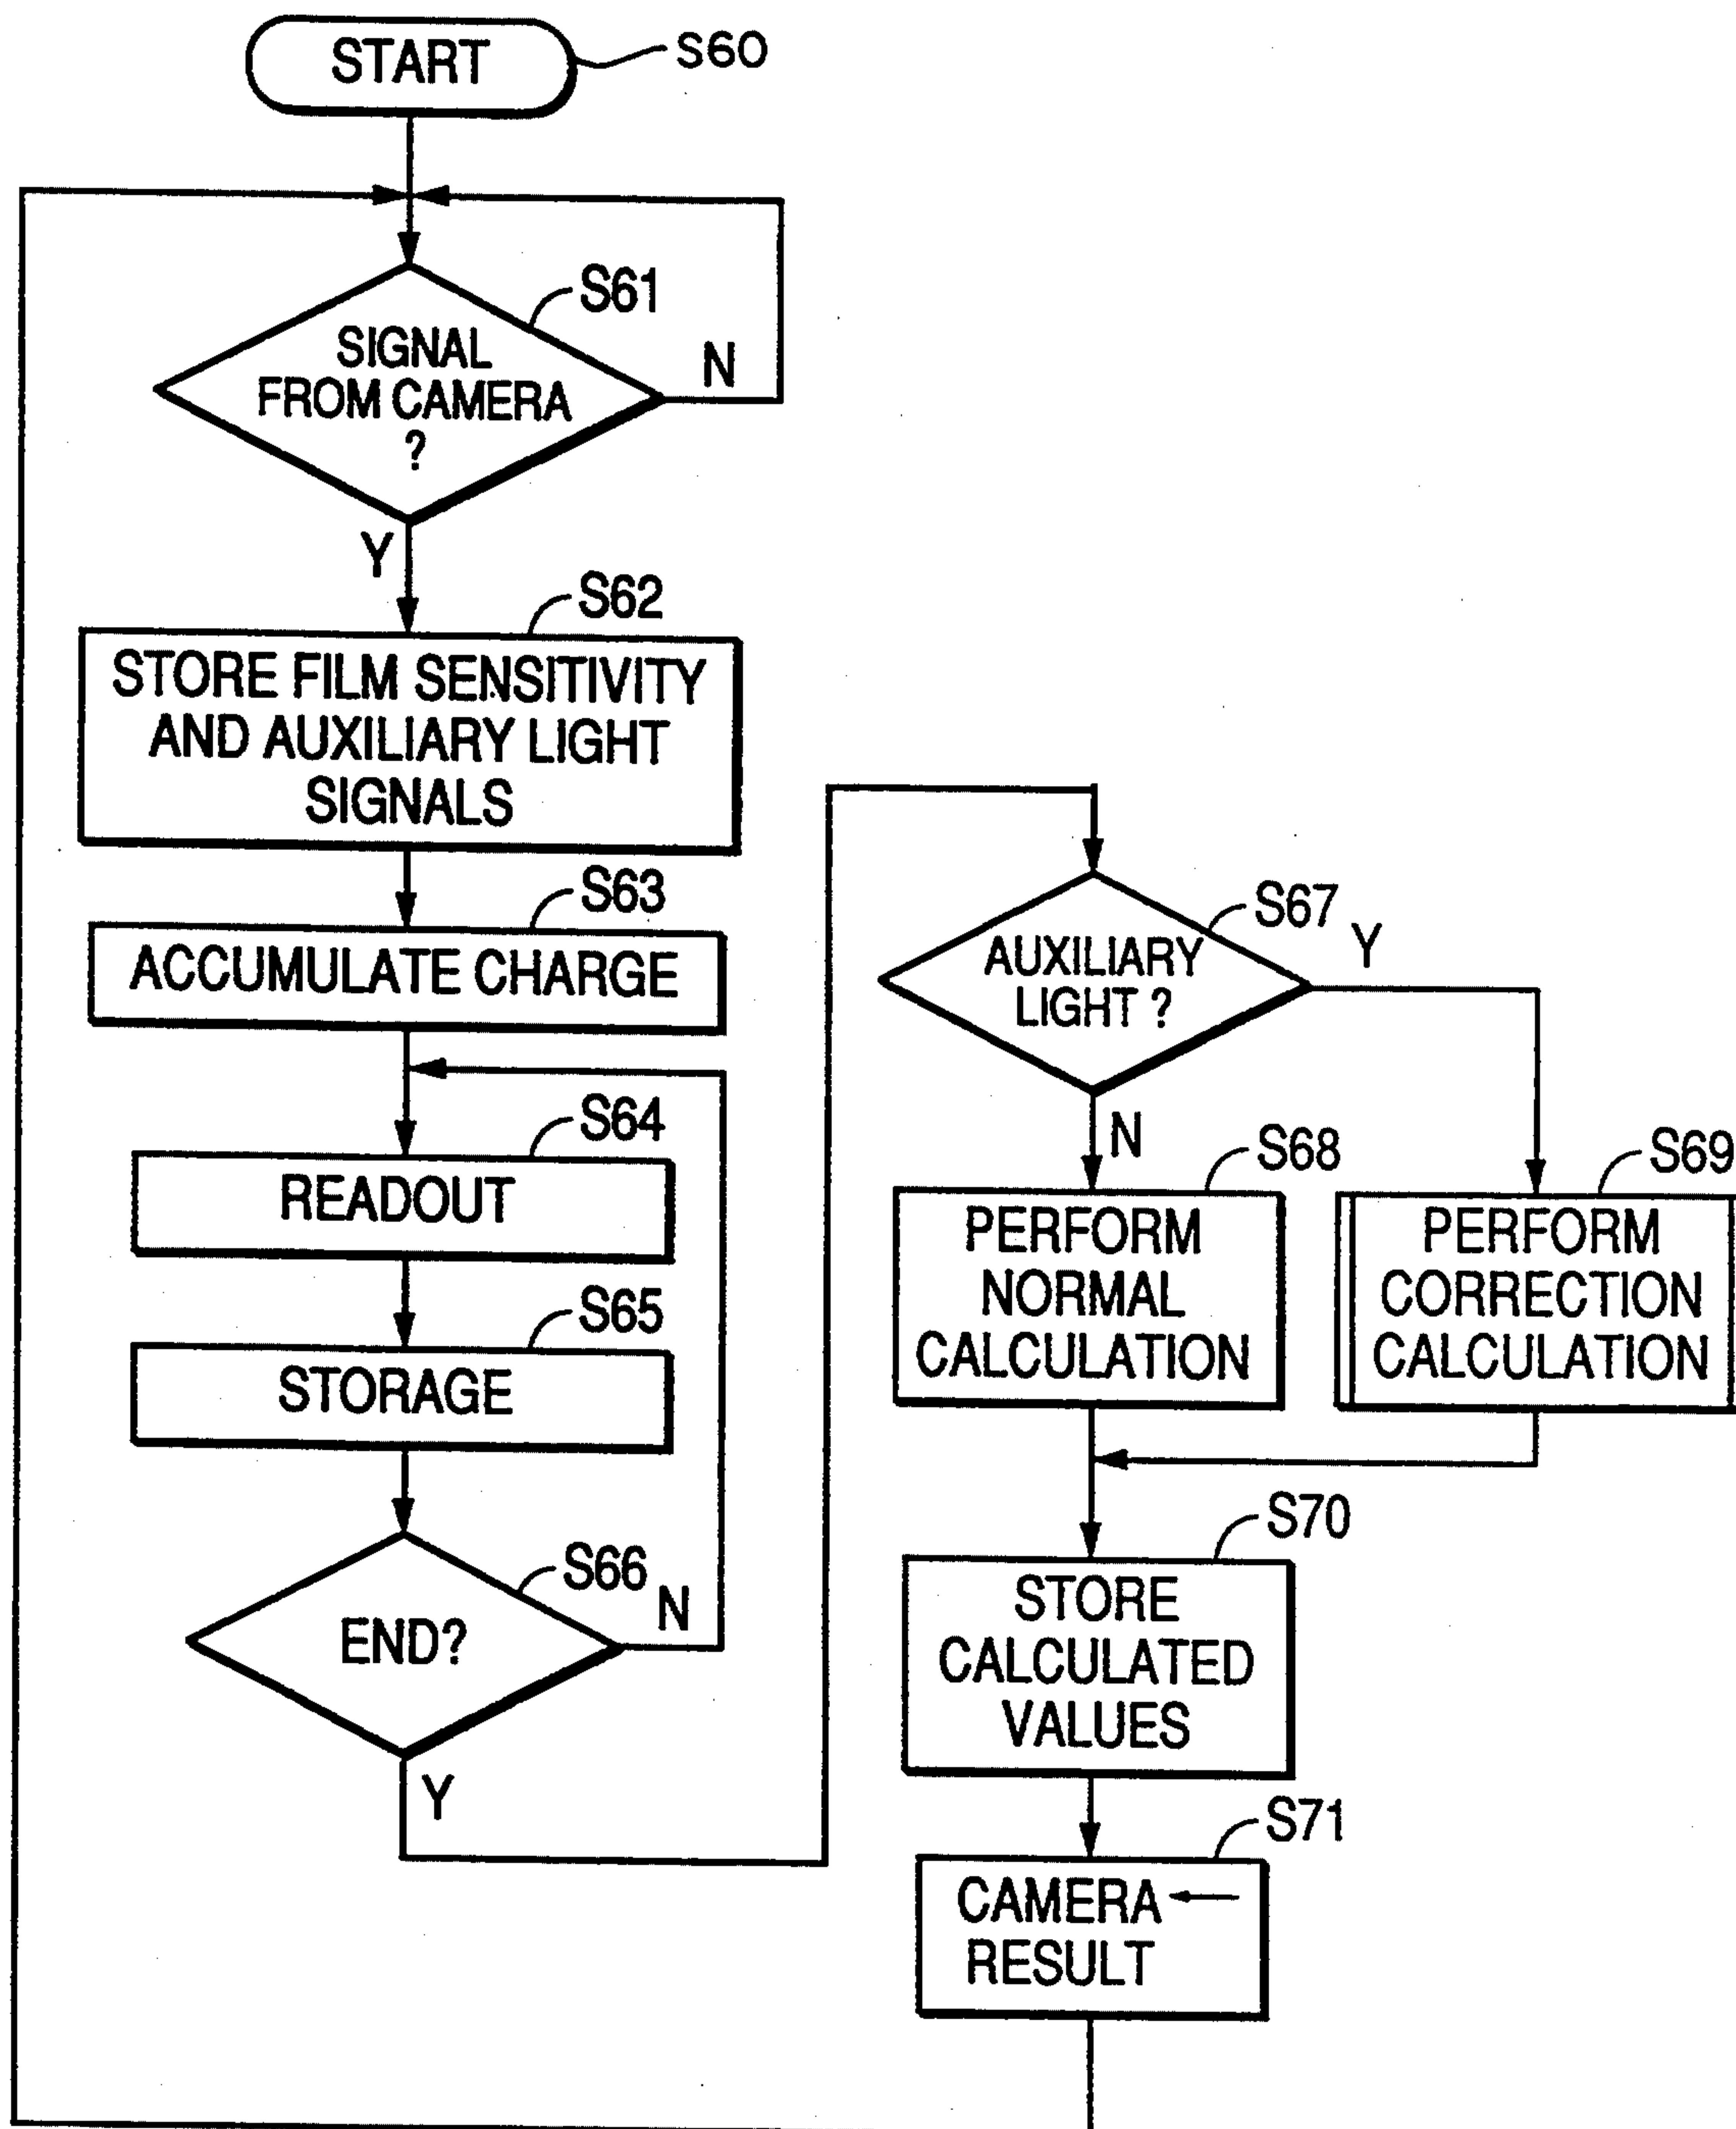 START
S60
S61
SIGNAL
FROM CAMERA
?
N
Y
S62
STORE FILM SENSITIVITY
AND AUXILIARY LIGHT
SIGNALS
S63
ACCUMULATE CHARGE
S64
READOUT
S65
STORAGE
S66
END?
N
Y
S67
AUXILIARY
LIGHT ?
Y
N
S68
PERFORM
NORMAL
CALCULATION
S69
PERFORM
CORRECTION
CALCULATION
S70
STORE
CALCULATED
VALUES
S71
CAMERA ←
RESULT